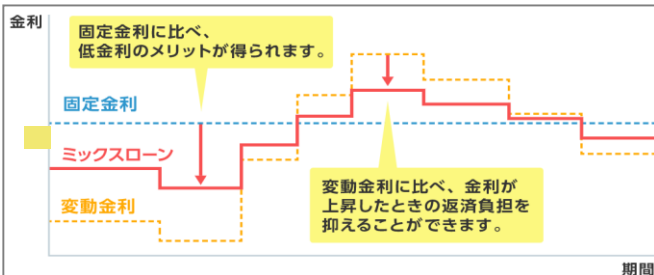 金利
固定金利に比べ、
低金利のメリットが得られます。
固定金利
ミックスローン
変動金利
変動金利に比べ、金利が
上昇したときの返済負担を
抑えることができます。
期間